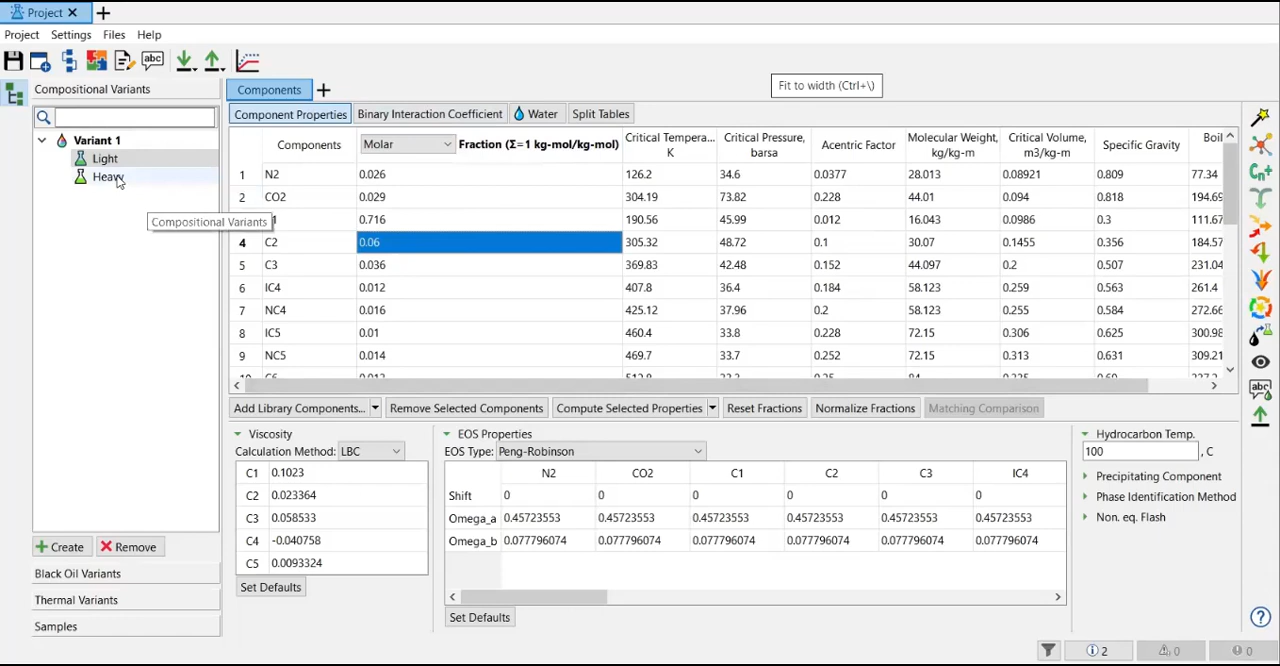 Project
Project Settings Files Help
abc
Compositional Variants
Components
Fit to width (Ctrl+\)
Component Properties Binary Interaction Coefficient Water Split Tables
Variant 1
Light
Heavy
Compositional Variants
Components Molar Fraction (Σ=1 kg-mol/kg-mol) Critical Tempera... K Critical Pressure, barsa Acentric Factor Molecular Weight, kg/kg-m Critical Volume, m3/kg-m Specific Gravity Boil
1 N2 0.026 126.2 34.6 0.0377 28.013 0.08921 0.809 77.34
2 CO2 0.029 304.19 73.82 0.228 44.01 0.094 0.818 194.69
1 0.716 190.56 45.99 0.012 16.043 0.0986 0.3 111.67
4 C2 0.06 305.32 48.72 0.1 30.07 0.1455 0.356 184.57
5 C3 0.036 369.83 42.48 0.152 44.097 0.2 0.507 231.04
6 IC4 0.012 407.8 36.4 0.184 58.123 0.259 0.563 261.4
7 NC4 0.016 425.12 37.96 0.2 58.123 0.255 0.584 272.66
8 IC5 0.01 460.4 33.8 0.228 72.15 0.306 0.625 300.98
9 NC5 0.014 469.7 33.7 0.252 72.15 0.313 0.631 309.21
Add Library Components... Remove Selected Components Compute Selected Properties Reset Fractions Normalize Fractions Matching Comparison
Viscosity
Calculation Method: LBC
C1 0.1023
C2 0.023364
C3 0.058533
C4 -0.040758
C5 0.0093324
Set Defaults
EOS Properties
EOS Type: Peng-Robinson
N2 CO2 C1 C2 C3 IC4
Shift 0 0 0 0 0 0
Omega_a 0.45723553 0.45723553 0.45723553 0.45723553 0.45723553 0.45723553
Omega_b 0.077796074 0.077796074 0.077796074 0.077796074 0.077796074 0.077796074
Set Defaults
Hydrocarbon Temp.
100 , C
Precipitating Component
Phase Identification Method
Non. eq. Flash
Create Remove
Black Oil Variants
Thermal Variants
Samples
Cn+
abc
2 0 0